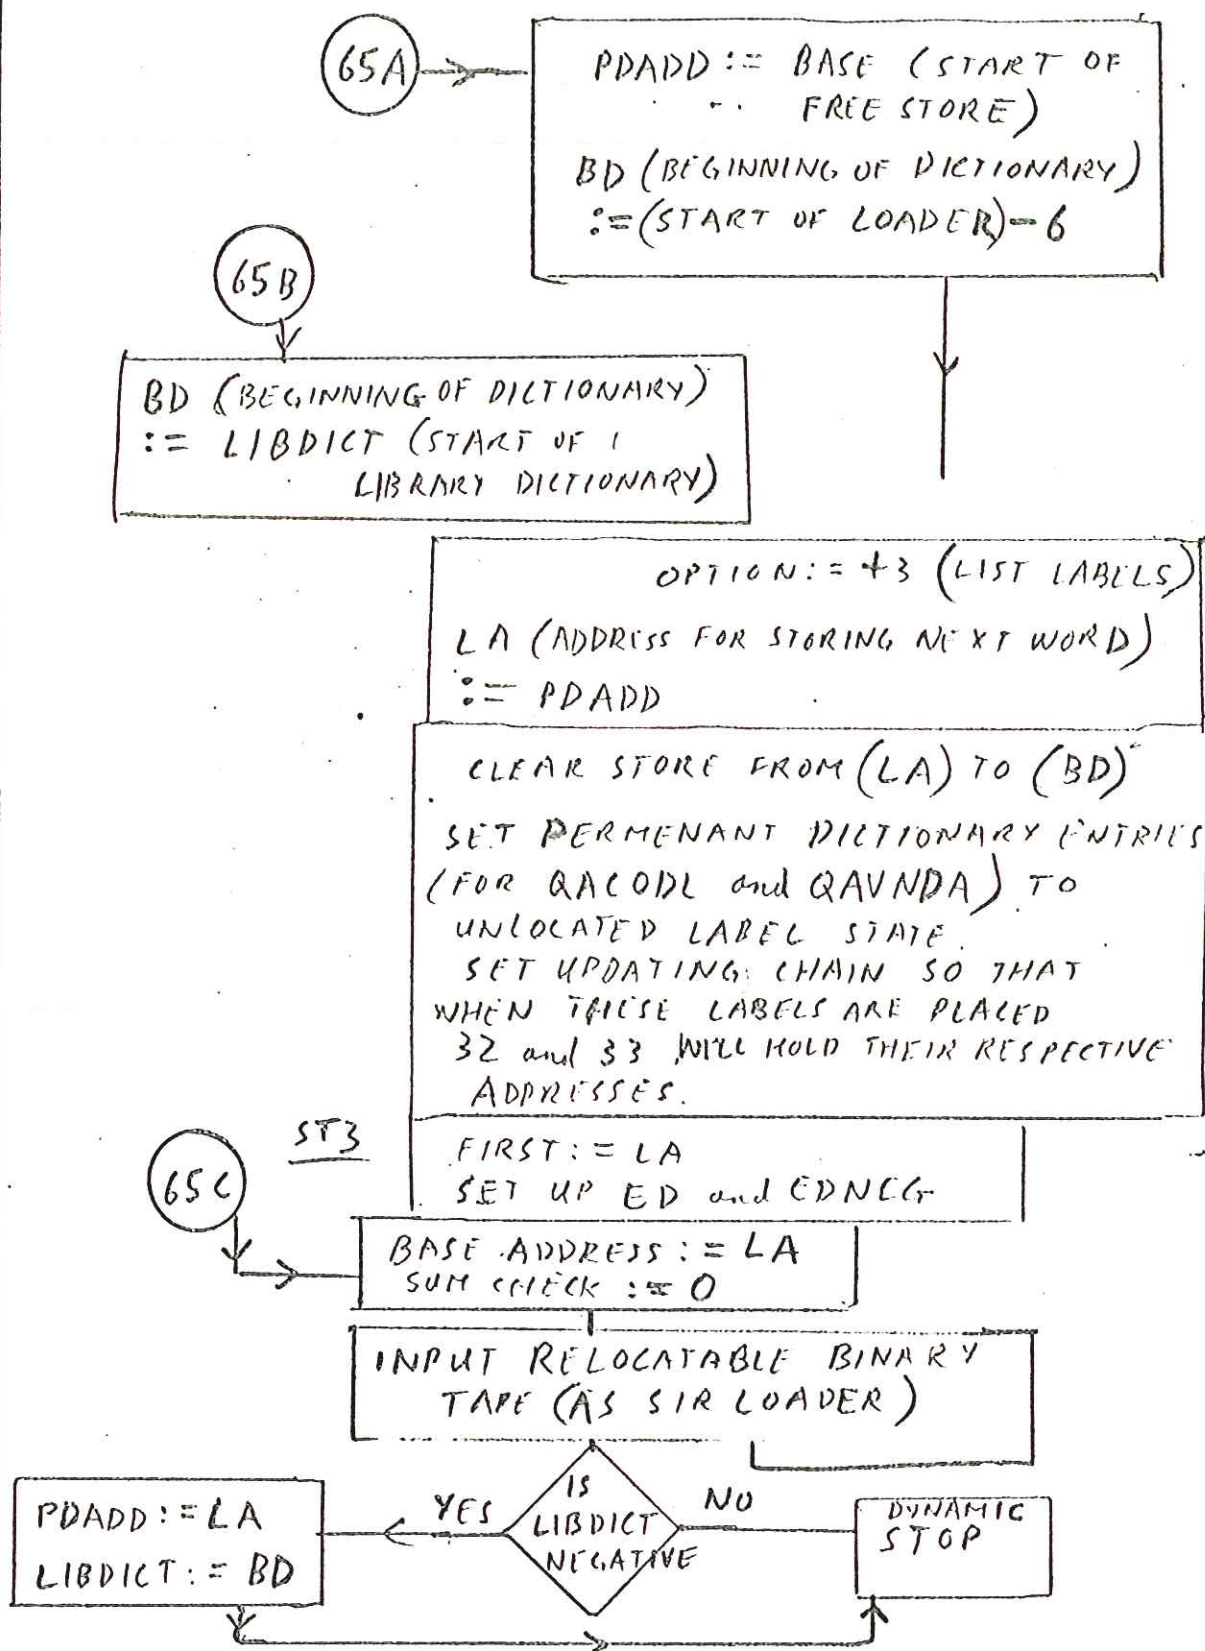 65A
PDADD := BASE (START OF
FREE STORE)
BD (BEGINNING OF DICTIONARY)
:= (START OF LOADER) - 6
65B
BD (BEGINNING OF DICTIONARY)
:= LIBDICT (START OF
LIBRARY DICTIONARY)
OPTION := +3 (LIST LABELS)
LA (ADDRESS FOR STORING NEXT WORD)
:= PDADD
CLEAR STORE FROM (LA) TO (BD)
SET PERMENANT DICTIONARY ENTRIES
(FOR QACODL and QAVNDA) TO
UNLOCATED LABEL STATE.
SET UPDATING CHAIN SO THAT
WHEN THESE LABELS ARE PLACED
32 and 33 WILL HOLD THEIR RESPECTIVE
ADDRESSES.
ST3
FIRST := LA
SET UP ED and EDNEG
65C
BASE ADDRESS := LA
SUM CHECK := 0
INPUT RELOCATABLE BINARY
TAPE (AS SIR LOADER)
IS
LIBDICT
NEGATIVE
YES
NO
DYNAMIC
STOP
PDADD := LA
LIBDICT := BD